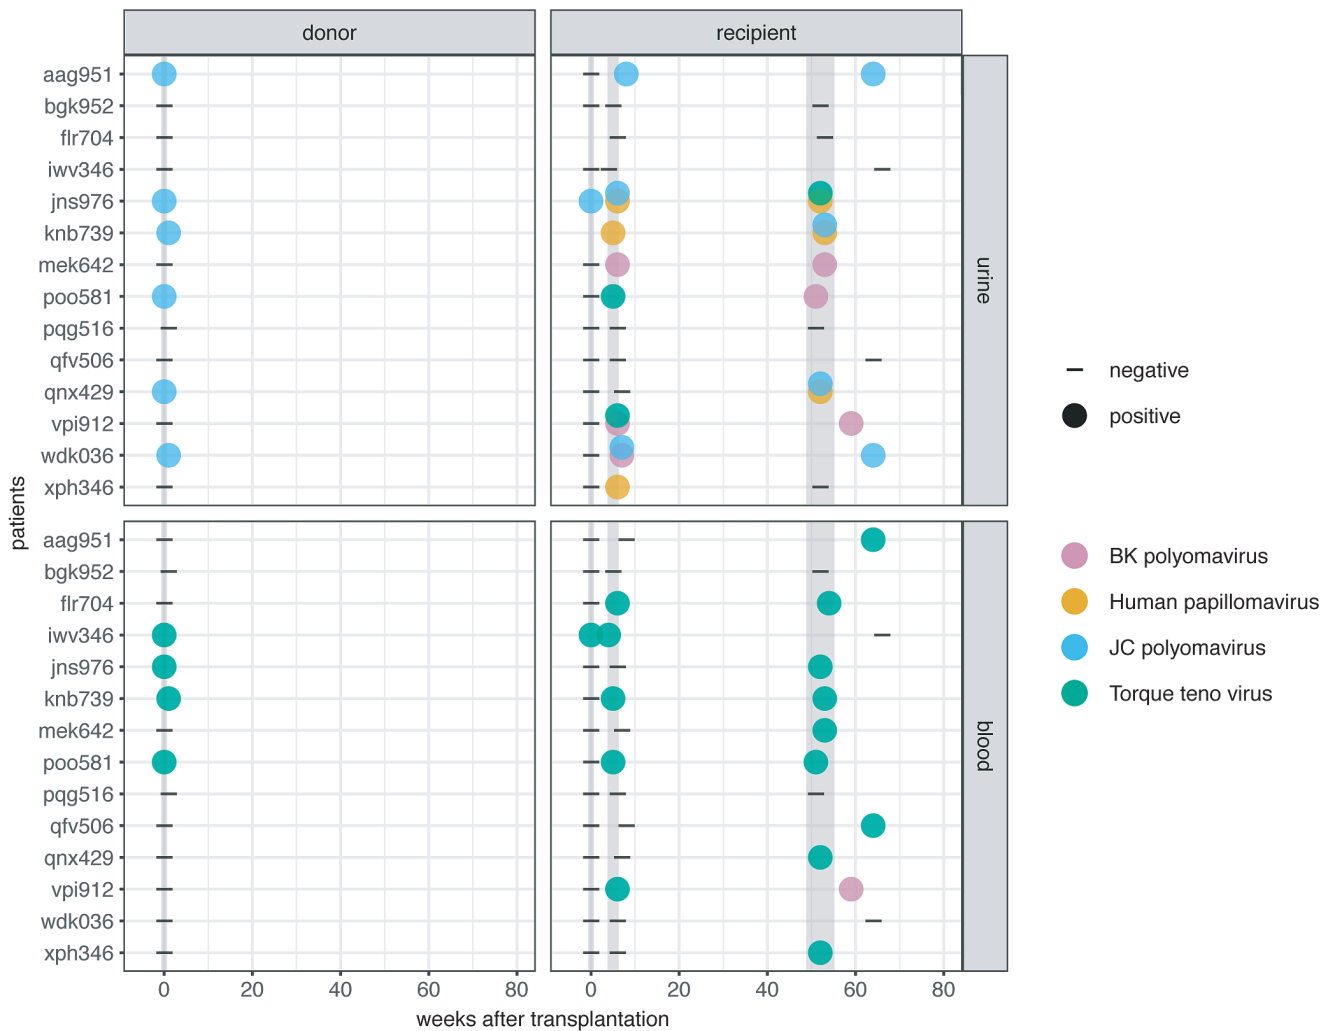 donor
recipient
aag951
bgk952
flr704
iwv346
jns976
knb739
mek642
poo581
pqg516
qfv506
qnx429
vpi912
wdk036
xph346
urine
aag951
bgk952
flr704
iwv346
jns976
knb739
mek642
poo581
pqg516
qfv506
qnx429
vpi912
wdk036
xph346
blood
patients
0 20 40 60 80
0 20 40 60 80
weeks after transplantation
negative
positive
BK polyomavirus
Human papillomavirus
JC polyomavirus
Torque teno virus